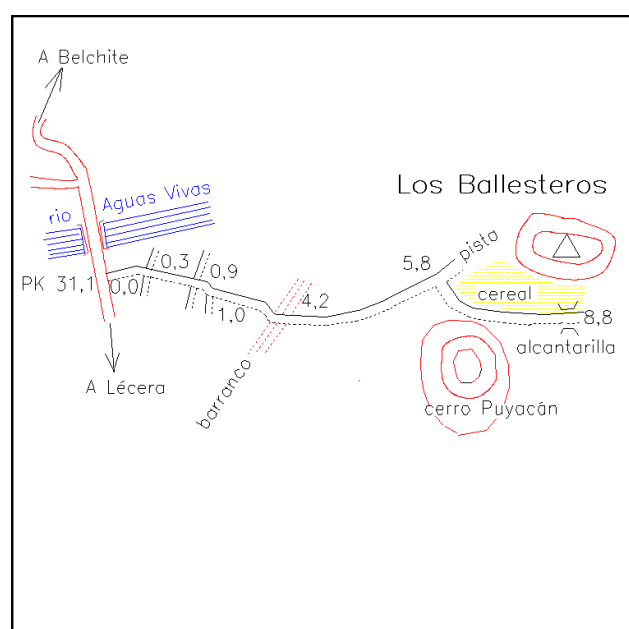 A Belchite
Los Ballesteros
rio
Aguas Vivas
pista
PK 31,1
0,0
0,3
0,9
1,0
4,2
5,8
cereal
8,8
alcantarilla
A Lécera
barranco
cerro Puyacán